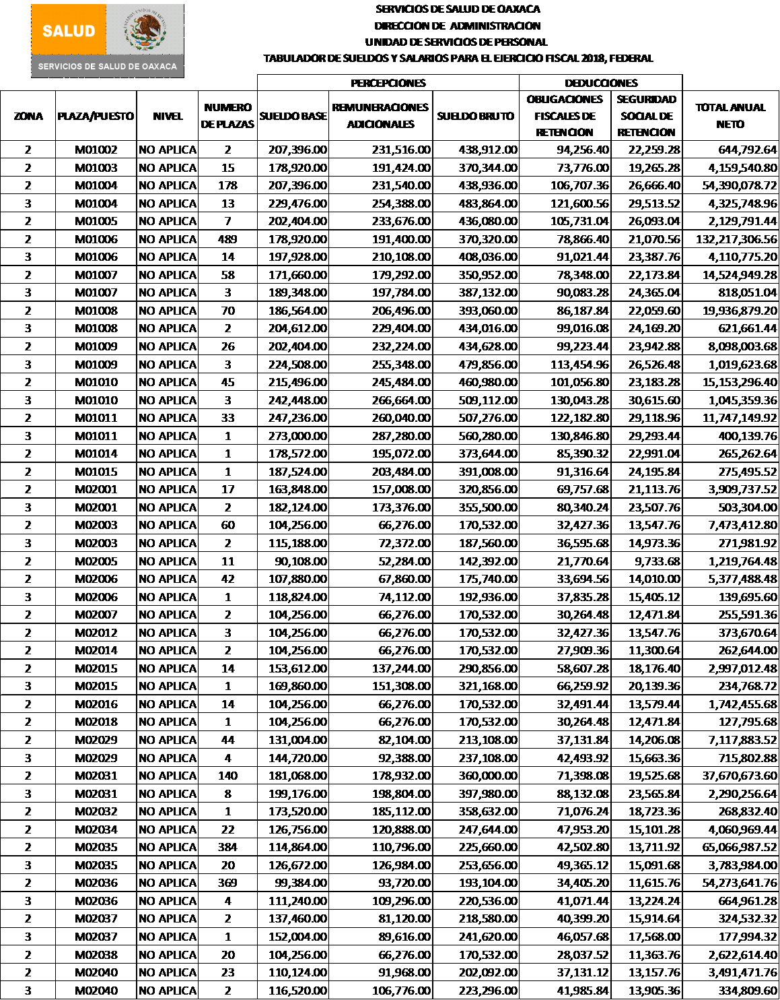 SALUD
ESTADOS UNIDOS MEXICANOS
SERVICIOS DE SALUD DE OAXACA
SERVICIOS DE SALUD DE OAXACA
DIRECCION DE ADMINISTRACION
UNIDAD DE SERVICIOS DE PERSONAL
TABULADOR DE SUELDOS Y SALARIOS PARA EL EJERCICIO FISCAL 2018, FEDERAL
PERCEPCIONES DEDUCCIONES
ZONA PLAZA/PUESTO NIVEL NUMERO DE PLAZAS SUELDO BASE REMUNERACIONES ADICIONALES SUELDO BRUTO OBLIGACIONES FISCALES DE RETENCION SEGURIDAD SOCIAL DE RETENCION TOTAL ANUAL NETO
2 M01002 NO APLICA 2 207,396.00 231,516.00 438,912.00 94,256.40 22,259.28 644,792.64
2 M01003 NO APLICA 15 178,920.00 191,424.00 370,344.00 73,776.00 19,265.28 4,159,540.80
2 M01004 NO APLICA 178 207,396.00 231,540.00 438,936.00 106,707.36 26,666.40 54,390,078.72
3 M01004 NO APLICA 13 229,476.00 254,388.00 483,864.00 121,600.56 29,513.52 4,325,748.96
2 M01005 NO APLICA 7 202,404.00 233,676.00 436,080.00 105,731.04 26,093.04 2,129,791.44
2 M01006 NO APLICA 489 178,920.00 191,400.00 370,320.00 78,866.40 21,070.56 132,217,306.56
3 M01006 NO APLICA 14 197,928.00 210,108.00 408,036.00 91,021.44 23,387.76 4,110,775.20
2 M01007 NO APLICA 58 171,660.00 179,292.00 350,952.00 78,348.00 22,173.84 14,524,949.28
3 M01007 NO APLICA 3 189,348.00 197,784.00 387,132.00 90,083.28 24,365.04 818,051.04
2 M01008 NO APLICA 70 186,564.00 206,496.00 393,060.00 86,187.84 22,059.60 19,936,879.20
3 M01008 NO APLICA 2 204,612.00 229,404.00 434,016.00 99,016.08 24,169.20 621,661.44
2 M01009 NO APLICA 26 202,404.00 232,224.00 434,628.00 99,223.44 23,942.88 8,098,003.68
3 M01009 NO APLICA 3 224,508.00 255,348.00 479,856.00 113,454.96 26,526.48 1,019,623.68
2 M01010 NO APLICA 45 215,496.00 245,484.00 460,980.00 101,056.80 23,183.28 15,153,296.40
3 M01010 NO APLICA 3 242,448.00 266,664.00 509,112.00 130,043.28 30,615.60 1,045,359.36
2 M01011 NO APLICA 33 247,236.00 260,040.00 507,276.00 122,182.80 29,118.96 11,747,149.92
3 M01011 NO APLICA 1 273,000.00 287,280.00 560,280.00 130,846.80 29,293.44 400,139.76
2 M01014 NO APLICA 1 178,572.00 195,072.00 373,644.00 85,390.32 22,991.04 265,262.64
2 M01015 NO APLICA 1 187,524.00 203,484.00 391,008.00 91,316.64 24,195.84 275,495.52
2 M02001 NO APLICA 17 163,848.00 157,008.00 320,856.00 69,757.68 21,113.76 3,909,737.52
3 M02001 NO APLICA 2 182,124.00 173,376.00 355,500.00 80,340.24 23,507.76 503,304.00
2 M02003 NO APLICA 60 104,256.00 66,276.00 170,532.00 32,427.36 13,547.76 7,473,412.80
3 M02003 NO APLICA 2 115,188.00 72,372.00 187,560.00 36,595.68 14,973.36 271,981.92
2 M02005 NO APLICA 11 90,108.00 52,284.00 142,392.00 21,770.64 9,733.68 1,219,764.48
2 M02006 NO APLICA 42 107,880.00 67,860.00 175,740.00 33,694.56 14,010.00 5,377,488.48
3 M02006 NO APLICA 1 118,824.00 74,112.00 192,936.00 37,835.28 15,405.12 139,695.60
2 M02007 NO APLICA 2 104,256.00 66,276.00 170,532.00 30,264.48 12,471.84 255,591.36
2 M02012 NO APLICA 3 104,256.00 66,276.00 170,532.00 32,427.36 13,547.76 373,670.64
2 M02014 NO APLICA 2 104,256.00 66,276.00 170,532.00 27,909.36 11,300.64 262,644.00
2 M02015 NO APLICA 14 153,612.00 137,244.00 290,856.00 58,607.28 18,176.40 2,997,012.48
3 M02015 NO APLICA 1 169,860.00 151,308.00 321,168.00 66,259.92 20,139.36 234,768.72
2 M02016 NO APLICA 14 104,256.00 66,276.00 170,532.00 32,491.44 13,579.44 1,742,455.68
2 M02018 NO APLICA 1 104,256.00 66,276.00 170,532.00 30,264.48 12,471.84 127,795.68
2 M02029 NO APLICA 44 131,004.00 82,104.00 213,108.00 37,131.84 14,206.08 7,117,883.52
3 M02029 NO APLICA 4 144,720.00 92,388.00 237,108.00 42,493.92 15,663.36 715,802.88
2 M02031 NO APLICA 140 181,068.00 178,932.00 360,000.00 71,398.08 19,525.68 37,670,673.60
3 M02031 NO APLICA 8 199,176.00 198,804.00 397,980.00 88,132.08 23,565.84 2,290,256.64
2 M02032 NO APLICA 1 173,520.00 185,112.00 358,632.00 71,076.24 18,723.36 268,832.40
2 M02034 NO APLICA 22 126,756.00 120,888.00 247,644.00 47,953.20 15,101.28 4,060,969.44
2 M02035 NO APLICA 384 114,864.00 110,796.00 225,660.00 42,502.80 13,711.92 65,066,987.52
3 M02035 NO APLICA 20 126,672.00 126,984.00 253,656.00 49,365.12 15,091.68 3,783,984.00
2 M02036 NO APLICA 369 99,384.00 93,720.00 193,104.00 34,405.20 11,615.76 54,273,641.76
3 M02036 NO APLICA 4 111,240.00 109,296.00 220,536.00 41,071.44 13,224.24 664,961.28
2 M02037 NO APLICA 2 137,460.00 81,120.00 218,580.00 40,399.20 15,914.64 324,532.32
3 M02037 NO APLICA 1 152,004.00 89,616.00 241,620.00 46,057.68 17,568.00 177,994.32
2 M02038 NO APLICA 20 104,256.00 66,276.00 170,532.00 28,037.52 11,363.76 2,622,614.40
2 M02040 NO APLICA 23 110,124.00 91,968.00 202,092.00 37,131.12 13,157.76 3,491,471.76
3 M02040 NO APLICA 2 116,520.00 106,776.00 223,296.00 41,985.84 13,905.36 334,809.60